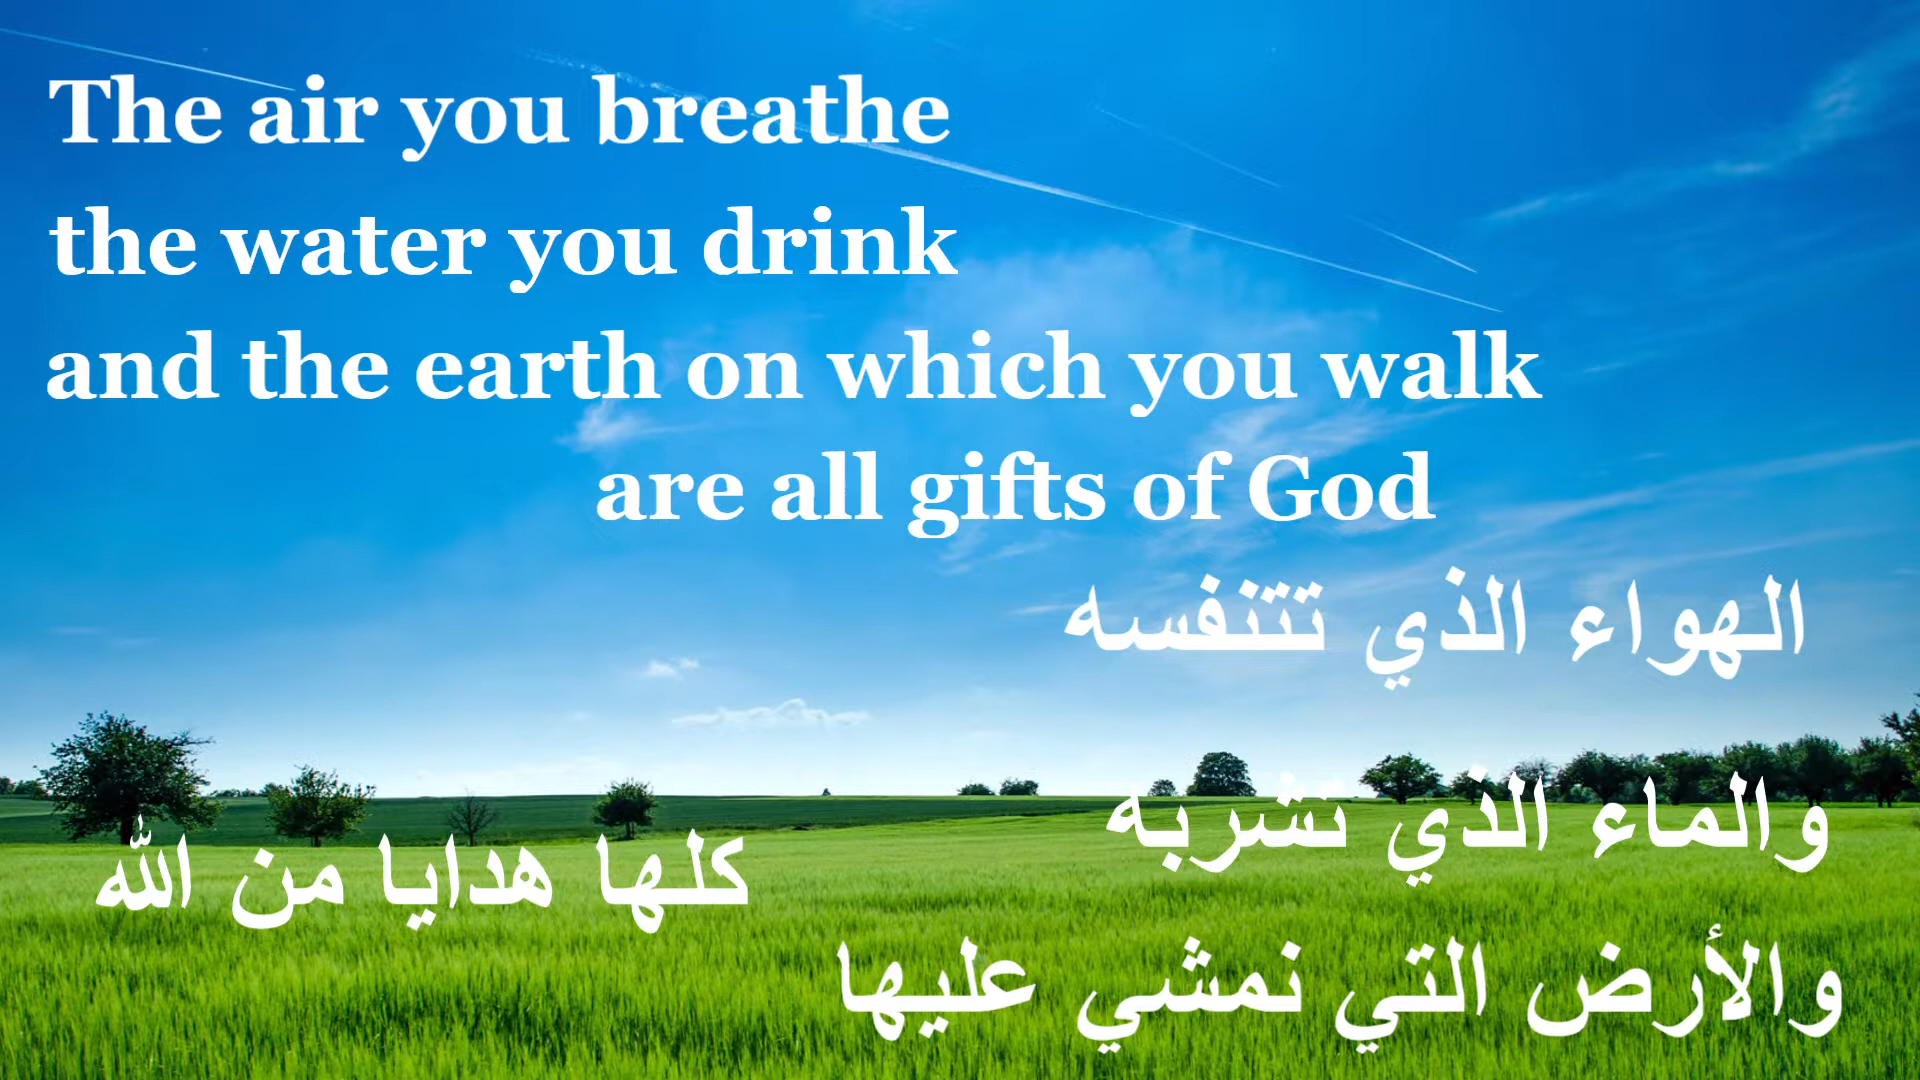 The air you breathe
the water you drink
and the earth on which you walk
are all gifts of God
الهواء الذي تتنفسه
والماء الذي تشربه
والأرض التي نمشي عليها
كلها هدايا من الله